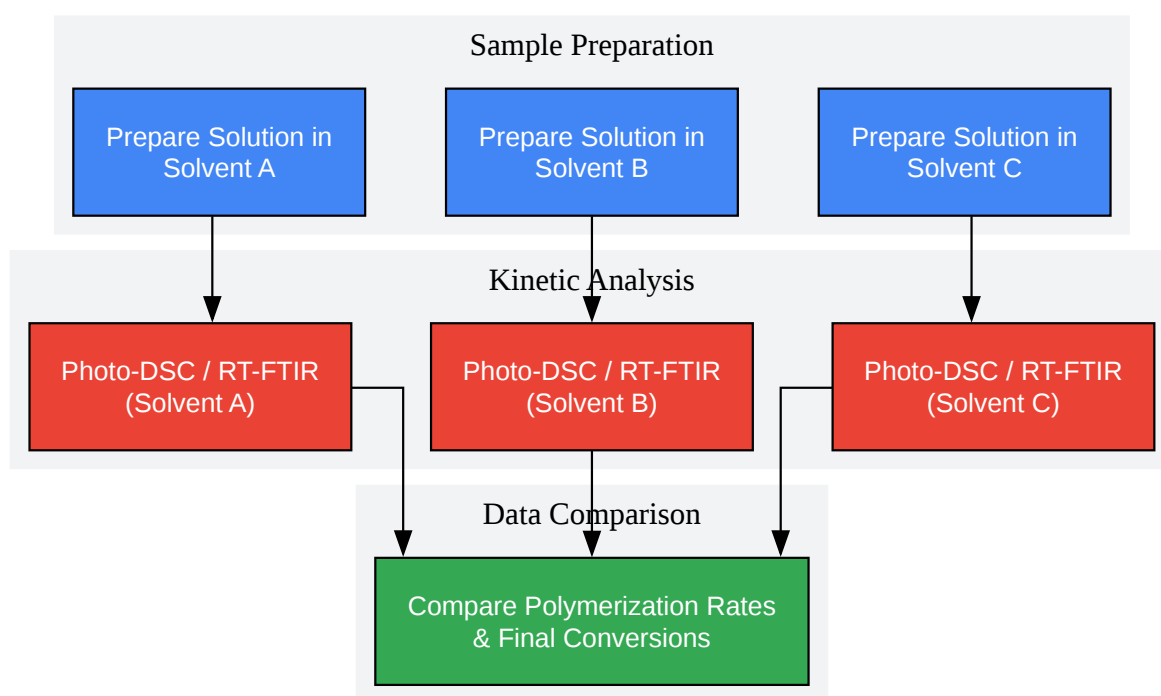 Sample Preparation
Prepare Solution in
Solvent A
Prepare Solution in
Solvent B
Prepare Solution in
Solvent C
Kinetic Analysis
Photo-DSC / RT-FTIR
(Solvent A)
Photo-DSC / RT-FTIR
(Solvent B)
Photo-DSC / RT-FTIR
(Solvent C)
Data Comparison
Compare Polymerization Rates
& Final Conversions